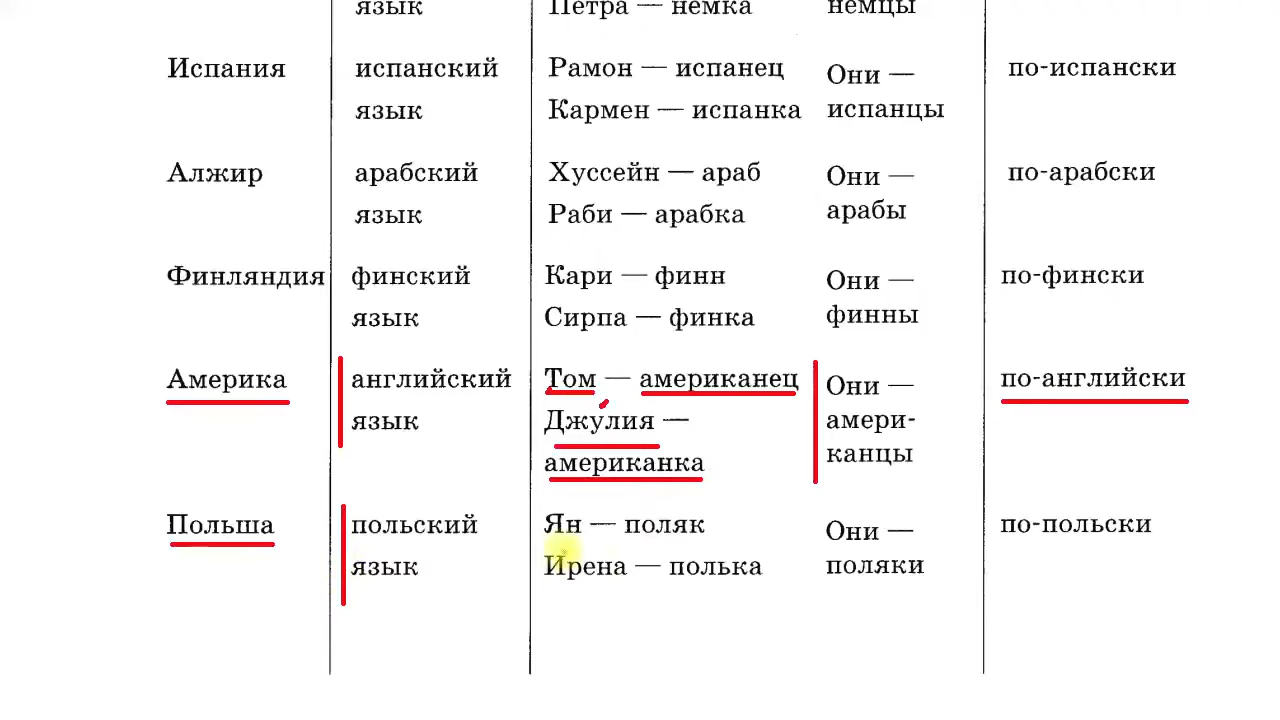 язык Петра — немка немцы
Испания испанский Рамон — испанец Они — по-испански
язык Кармен — испанка испанцы
Алжир арабский Хуссейн — араб Они — по-арабски
язык Раби — арабка арабы
Финляндия финский Кари — финн Они — по-фински
язык Сирпа — финка финны
Америка английский Том — американец Они — по-английски
язык Джу́лия — амери-
американка канцы
Польша польский Ян — поляк Они — по-польски
язык Ирена — полька поляки